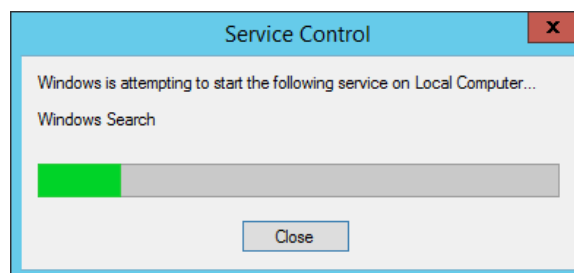 Service Control
x
Windows is attempting to start the following service on Local Computer...
Windows Search
Close